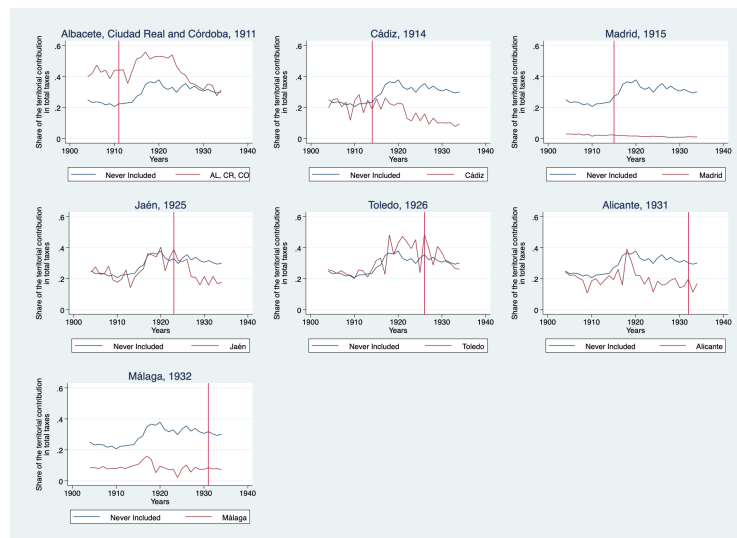 Albacete, Ciudad Real and Córdoba, 1911
Share of the territorial contribution
in total taxes
.6
.4
.2
0
1900
1910
1920
1930
1940
Years
Never Included
AL, CR, CO
Cádiz, 1914
Share of the territorial contribution
in total taxes
.6
.4
.2
0
1900
1910
1920
1930
1940
Years
Never Included
Cádiz
Madrid, 1915
Share of the territorial contribution
in total taxes
.6
.4
.2
0
1900
1910
1920
1930
1940
Years
Never Included
Madrid
Jaén, 1925
Share of the territorial contribution
in total taxes
.6
.4
.2
0
1900
1910
1920
1930
1940
Years
Never Included
Jaén
Toledo, 1926
Share of the territorial contribution
in total taxes
.6
.4
.2
0
1900
1910
1920
1930
1940
Years
Never Included
Toledo
Alicante, 1931
Share of the territorial contribution
in total taxes
.6
.4
.2
0
1900
1910
1920
1930
1940
Years
Never Included
Alicante
Málaga, 1932
Share of the territorial contribution
in total taxes
.6
.4
.2
0
1900
1910
1920
1930
1940
Years
Never Included
Málaga